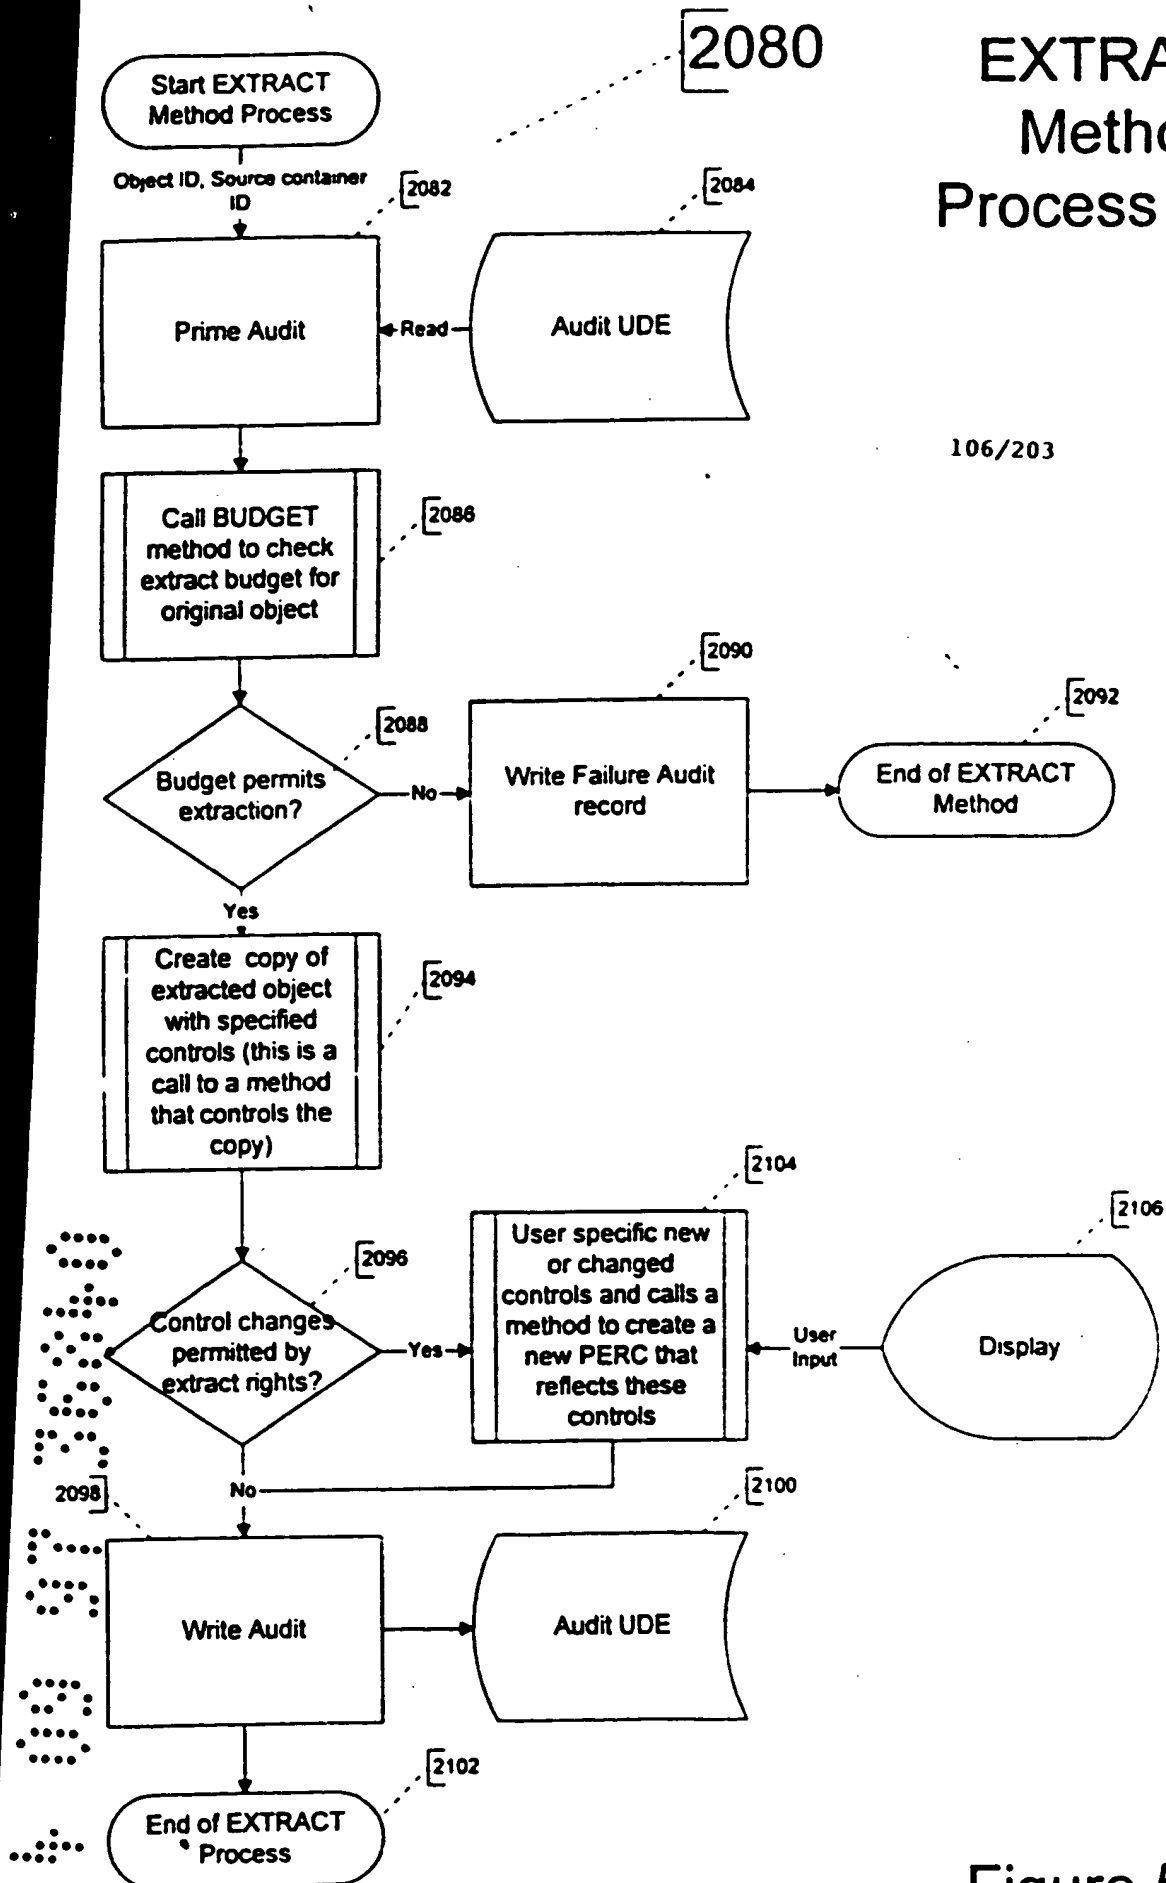 2080
EXTRA
Metho
Process
Start EXTRACT
Method Process
Object ID, Source container
ID
2082
2084
Prime Audit
Read
Audit UDE
106/203
Call BUDGET
method to check
extract budget for
original object
2086
2088
Budget permits
extraction?
No
2090
Write Failure Audit
record
2092
End of EXTRACT
Method
Yes
Create copy of
extracted object
with specified
controls (this is a
call to a method
that controls the
copy)
2094
2096
Control changes
permitted by
extract rights?
Yes
2104
User specific new
or changed
controls and calls a
method to create a
new PERC that
reflects these
controls
User
Input
2106
Display
No
2098
Write Audit
2100
Audit UDE
2102
End of EXTRACT
Process
Figure